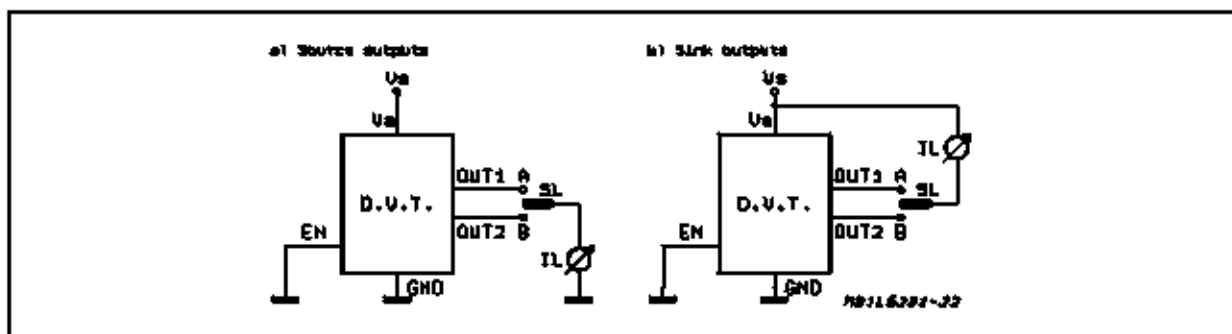 a) Source outputs
Vs
Vs
OUT1 A
SL
D.U.T.
EN
OUT2 B
IL
GND
b) Sink outputs
Vs
Vs
IL
OUT1 A
SL
D.U.T.
EN
OUT2 B
GND